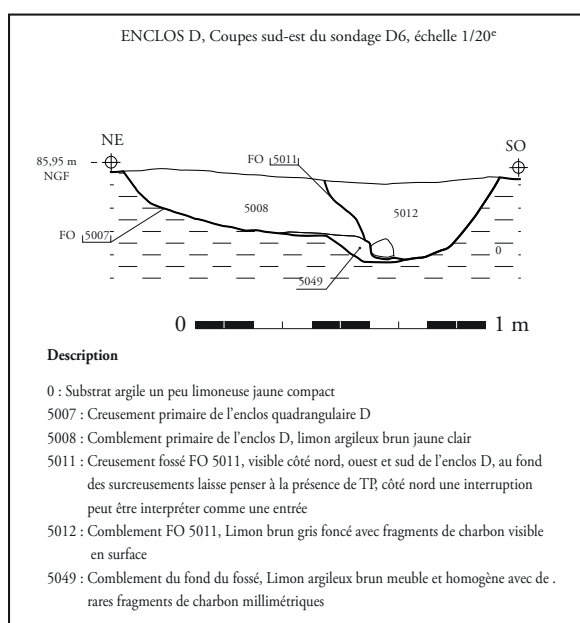 ENCLOS D, Coupes sud-est du sondage D6, échelle 1/20e
NE
SO
85,95 m
NGF
FO 5011
5008
5012
FO 5007
0
5049
0 1 m
Description
0 : Substrat argile un peu limoneuse jaune compact
5007 : Creusement primaire de l'enclos quadrangulaire D
5008 : Comblement primaire de l'enclos D, limon argileux brun jaune clair
5011 : Creusement fossé FO 5011, visible côté nord, ouest et sud de l'enclos D, au fond
des surcreusements laisse penser à la présence de TP, côté nord une interruption
peut être interpréter comme une entrée
5012 : Comblement FO 5011, Limon brun gris foncé avec fragments de charbon visible
en surface
5049 : Comblement du fond du fossé, Limon argileux brun meuble et homogène avec de .
rares fragments de charbon millimétriques